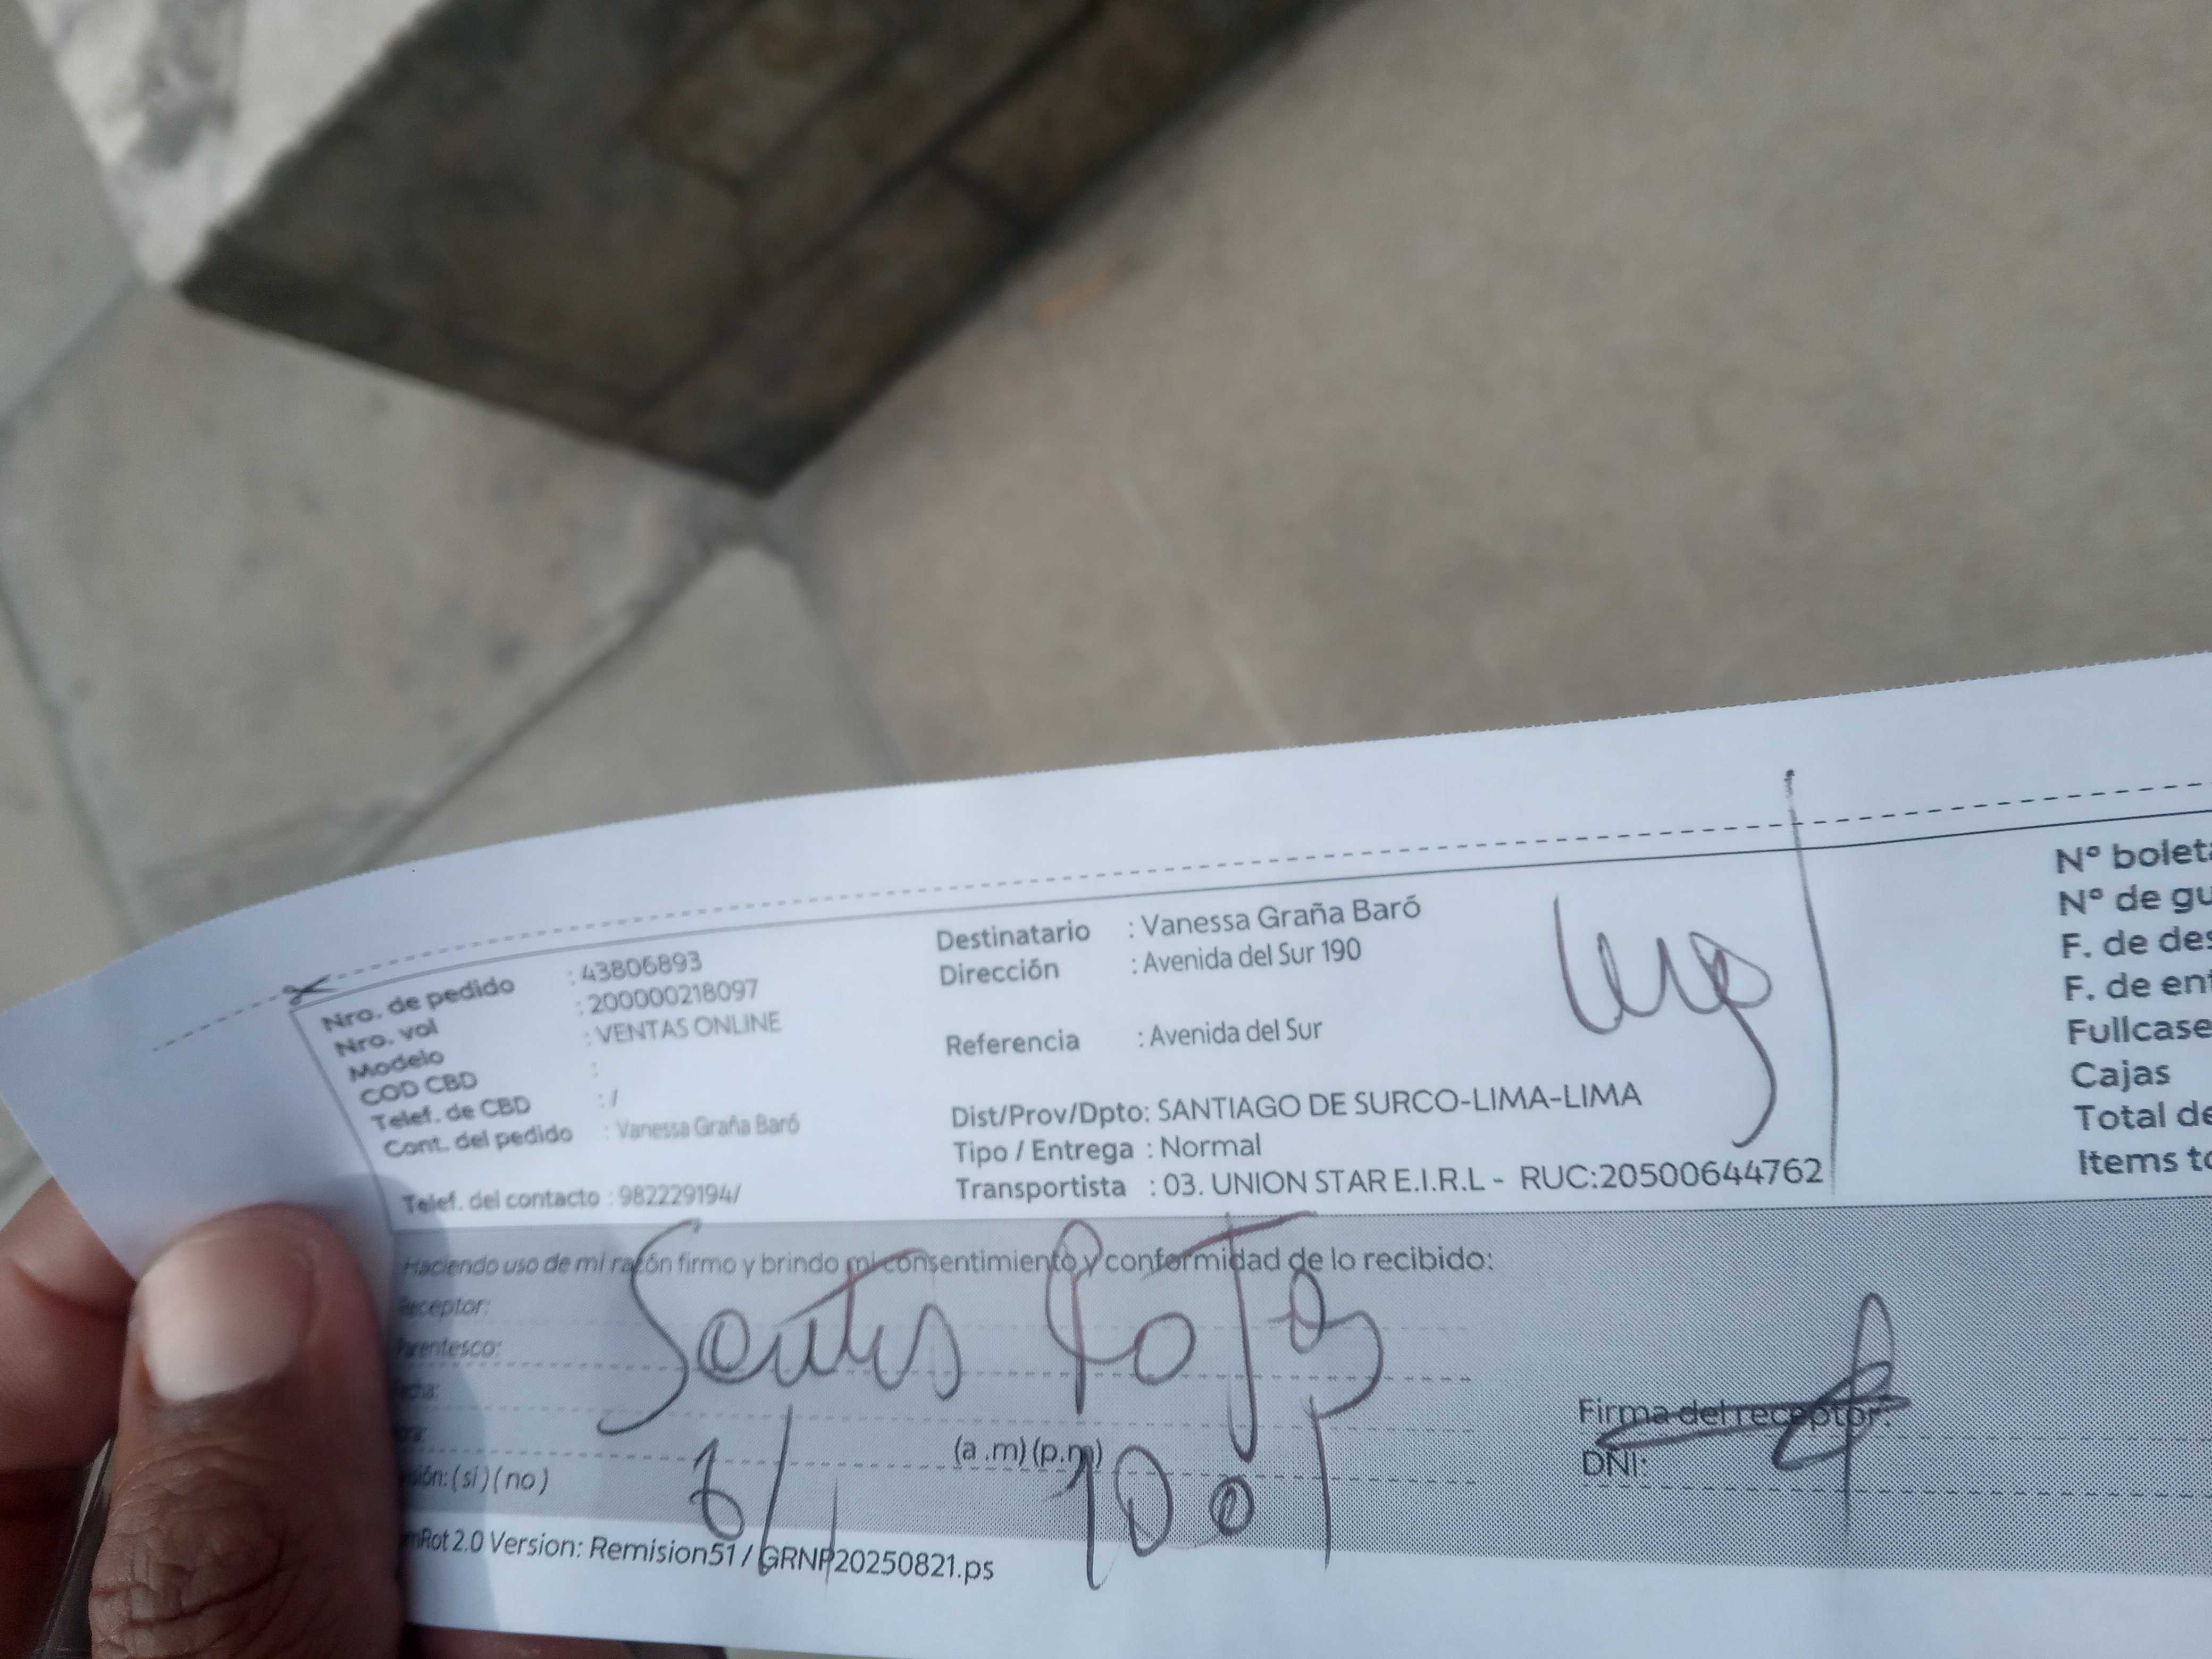 Nro. de pedido : 43806893
Nro. vol : 200000218097
Modelo : VENTAS ONLINE
COD CBD :
Telef. de CBD : /
Cont. del pedido : Vanessa Graña Baró
Telef. del contacto : 982229194/
Destinatario : Vanessa Graña Baró
Dirección : Avenida del Sur 190
Referencia : Avenida del Sur
Dist/Prov/Dpto: SANTIAGO DE SURCO-LIMA-LIMA
Tipo / Entrega : Normal
Transportista : 03. UNION STAR E.I.R.L - RUC:20500644762
Nº boleta
Nº de gu
F. de des
F. de ent
Fullcase
Cajas
Total de
Items to
Haciendo uso de mi razón firmo y brindo mi consentimiento y conformidad de lo recibido:
Receptor:
Parentesco:
(a .m) (p.m)
(si) (no)
Firma del receptor:
DNI:
Rot 2.0 Version: Remision51 / GRNP20250821.ps